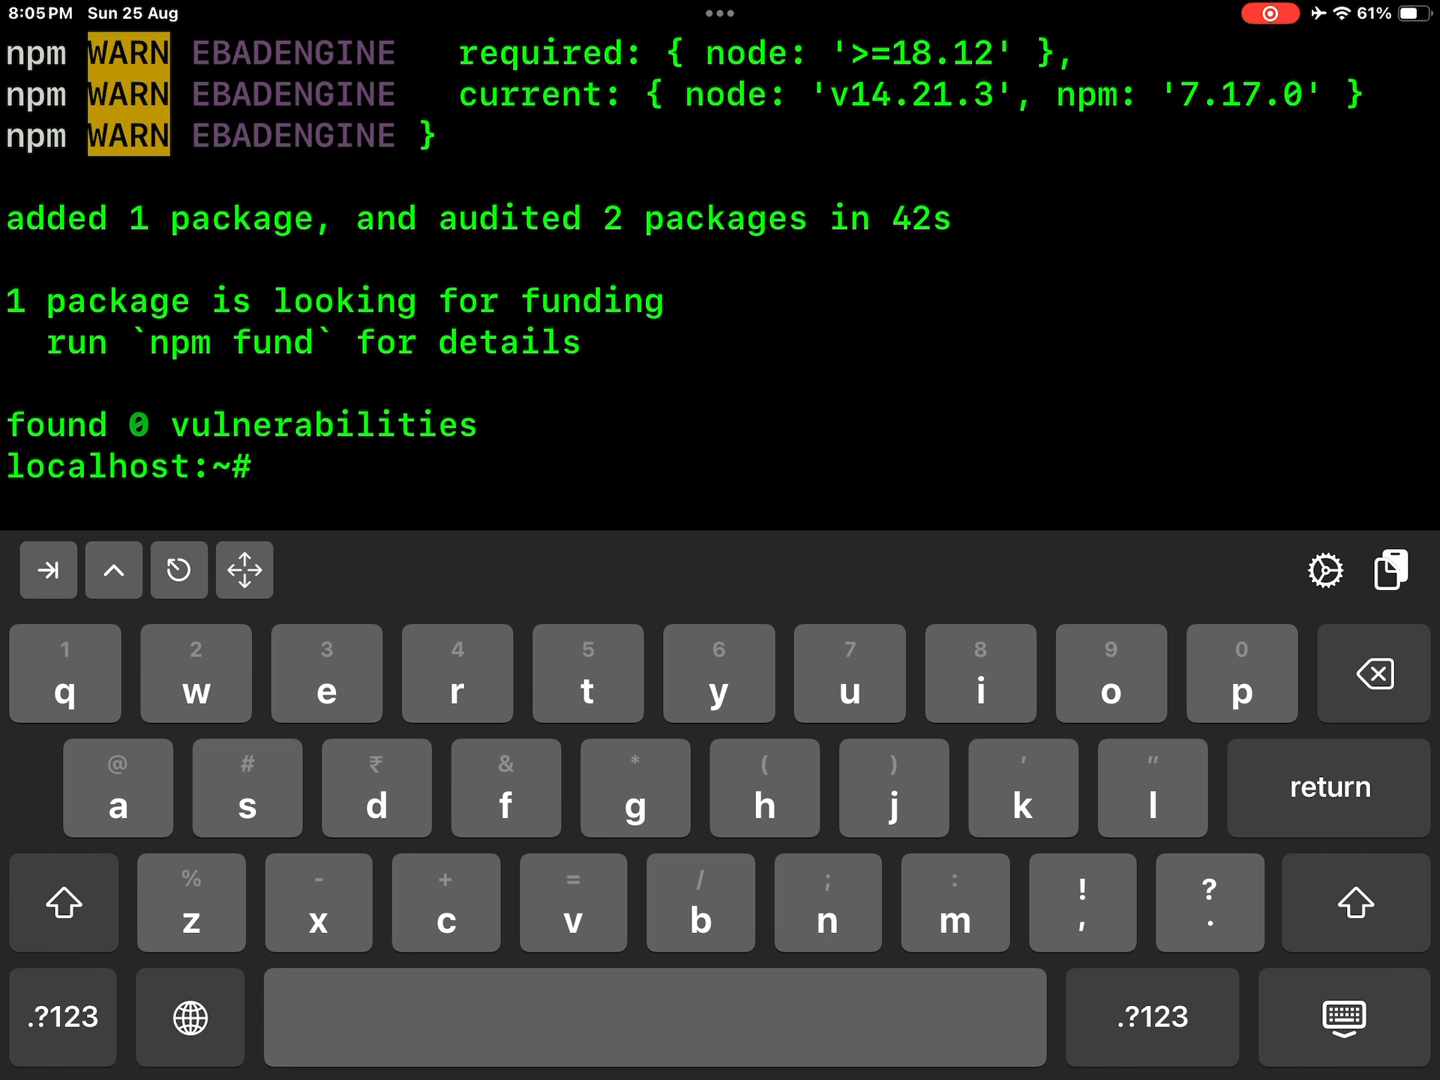 8:05 PM Sun 25 Aug 61%
npm WARN EBADENGINE   required: { node: '>=18.12' },
npm WARN EBADENGINE   current: { node: 'v14.21.3', npm: '7.17.0' }
npm WARN EBADENGINE }
added 1 package, and audited 2 packages in 42s
1 package is looking for funding
  run `npm fund` for details
found 0 vulnerabilities
localhost:~#
1 2 3 4 5 6 7 8 9 0
q w e r t y u i o p
@ # ₹ & * ( ) ' "
a s d f g h j k l return
% - + = / ; : ! ?
z x c v b n m , .
.?123 .?123